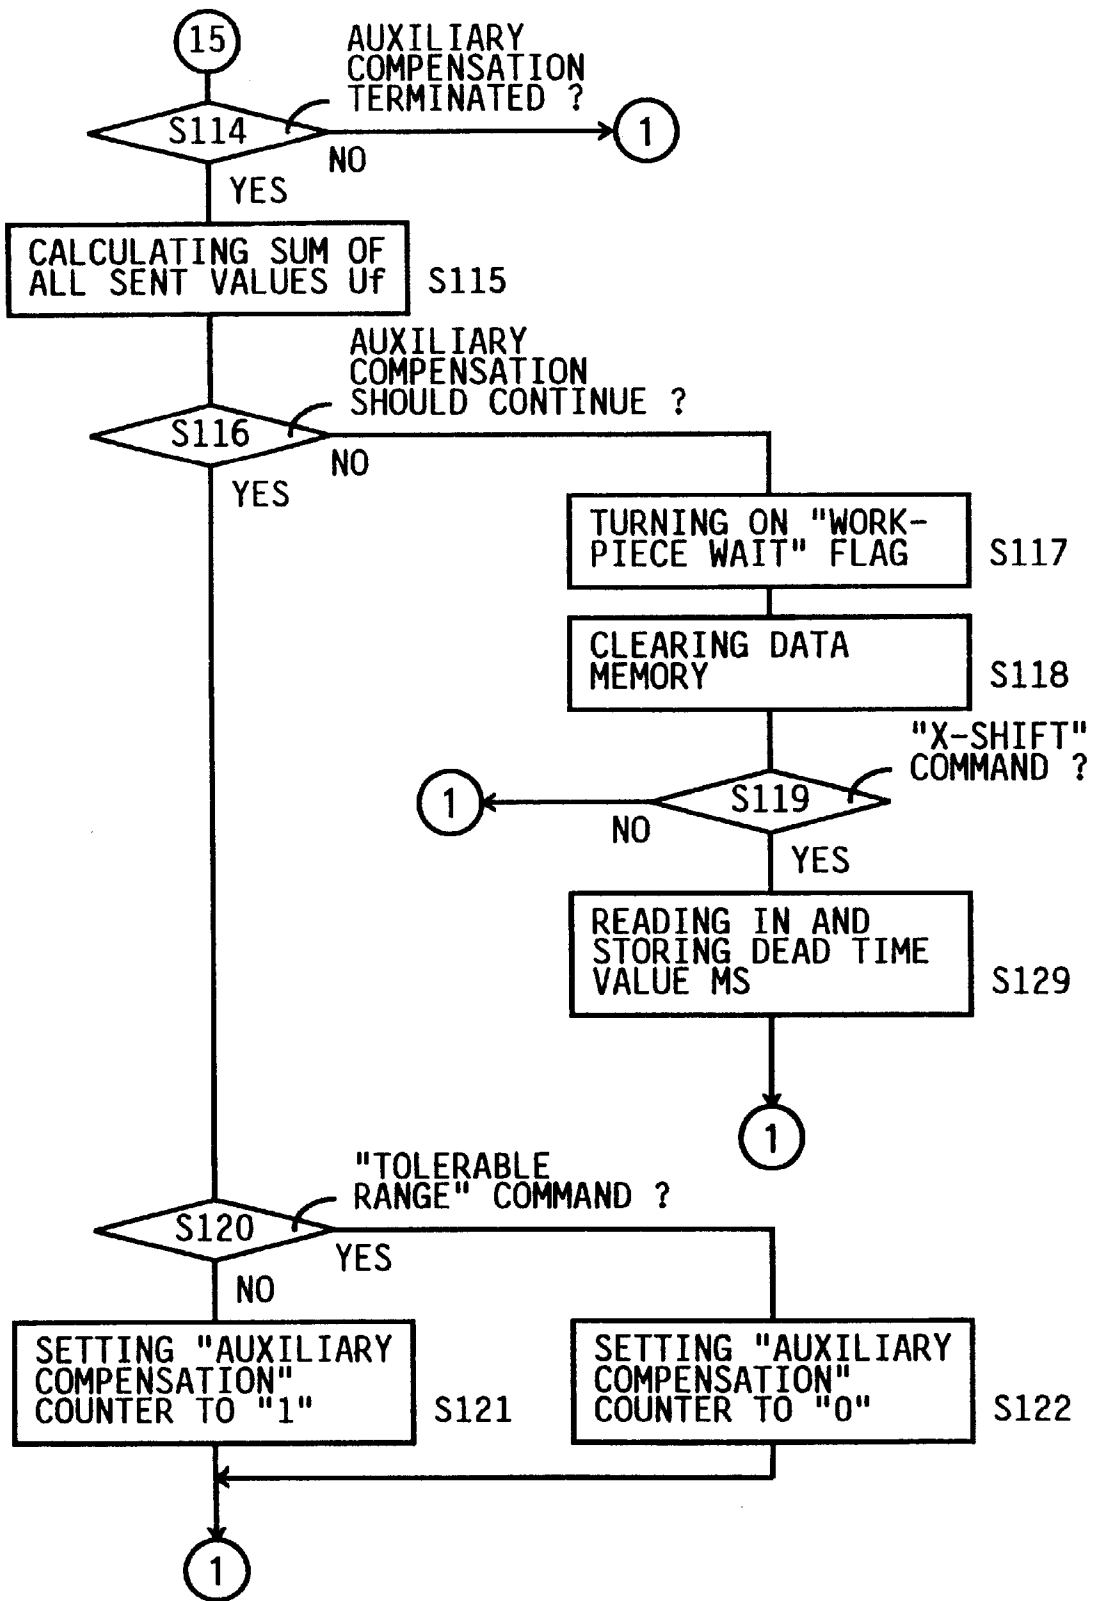 15
AUXILIARY
COMPENSATION
TERMINATED ?
S114
1
NO
YES
CALCULATING SUM OF
ALL SENT VALUES Uf
S115
AUXILIARY
COMPENSATION
SHOULD CONTINUE ?
S116
NO
YES
TURNING ON "WORK-
PIECE WAIT" FLAG
S117
CLEARING DATA
MEMORY
S118
"X-SHIFT"
COMMAND ?
1
S119
NO
YES
READING IN AND
STORING DEAD TIME
VALUE MS
S129
1
"TOLERABLE
RANGE" COMMAND ?
S120
YES
NO
SETTING "AUXILIARY
COMPENSATION"
COUNTER TO "1"
S121
SETTING "AUXILIARY
COMPENSATION"
COUNTER TO "0"
S122
1